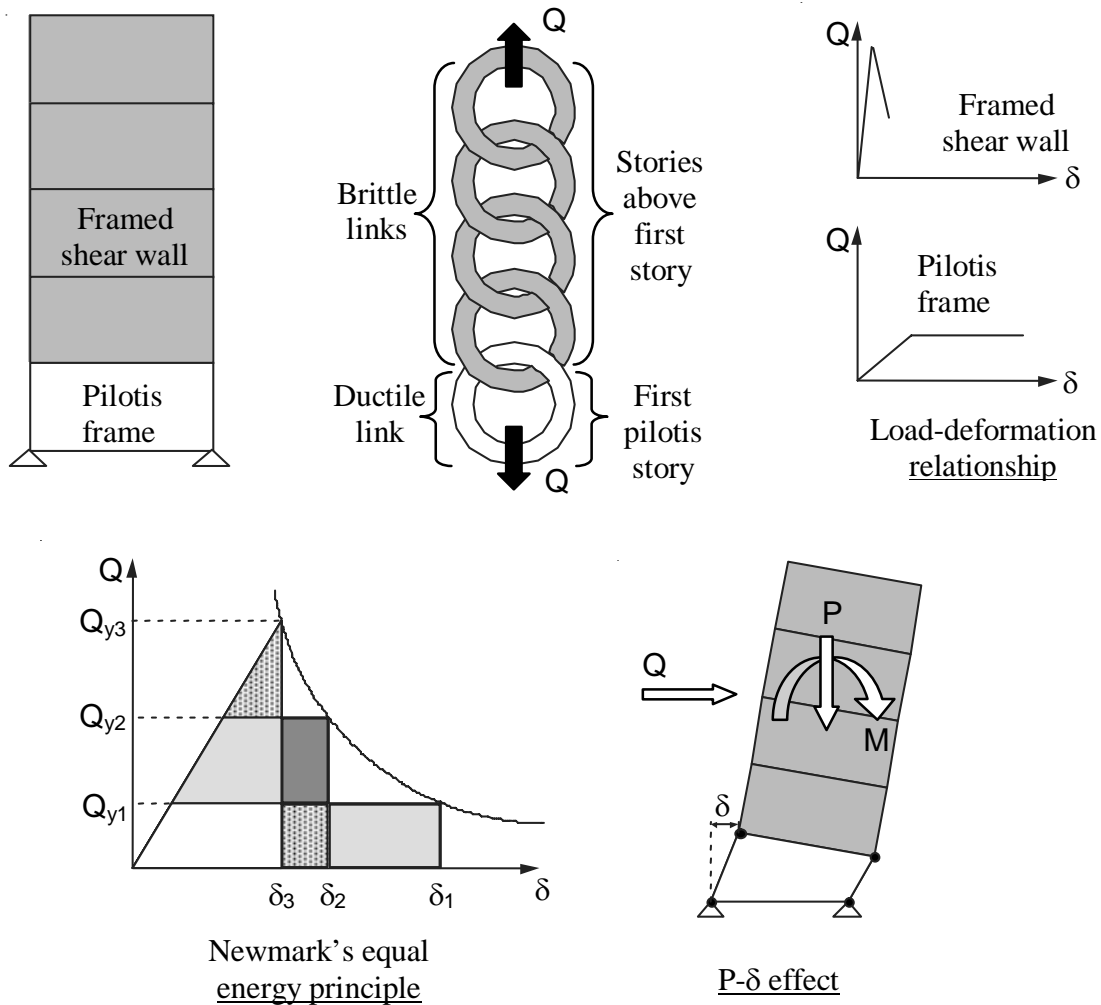 Framed
shear wall
Pilotis
frame
Q
Brittle
links
Stories
above
first
story
Ductile
link
First
pilotis
story
Q
Q
Framed
shear wall
δ
Q
Pilotis
frame
δ
Load-deformation
relationship
Q
Qy3
Qy2
Qy1
δ3
δ2
δ1
δ
Newmark's equal
energy principle
P
Q
M
δ
P-δ effect